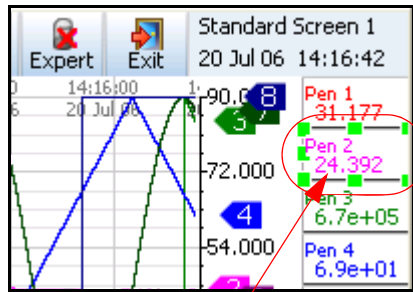 Standard Screen 1
Expert Exit 20 Jul 06 14:16:42
14:16:00
20 Jul 06
90.0 8
3
72.000
4
54.000
Pen 1
31.177
Pen 2
24.392
Pen 3
6.7e+05
Pen 4
6.9e+01